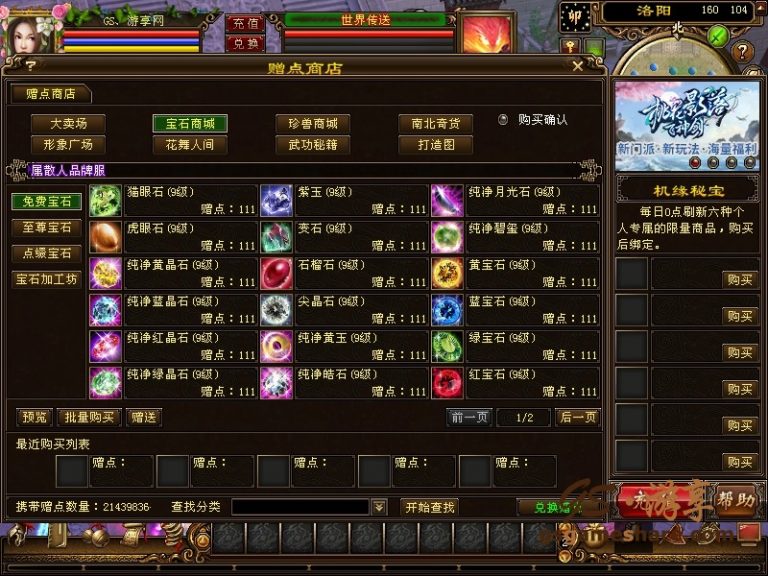 GS、游享网
充值
世界传送
兑换
卯
洛阳 160 104
北
?
?
赠点商店
赠点商店
大卖场 宝石商城 珍兽商城 南北奇货 购买确认
形象广场 花舞人间 武功秘籍 打造图
属散人品牌服
免费宝石
至尊宝石
点缀宝石
宝石加工坊
猫眼石(9级) 赠点：111
紫玉(9级) 赠点：111
纯净月光石(9级) 赠点：111
虎眼石(9级) 赠点：111
变石(9级) 赠点：111
纯净碧玺(9级) 赠点：111
纯净黄晶石(9级) 赠点：111
石榴石(9级) 赠点：111
黄宝石(9级) 赠点：111
纯净蓝晶石(9级) 赠点：111
尖晶石(9级) 赠点：111
蓝宝石(9级) 赠点：111
纯净红晶石(9级) 赠点：111
纯净黄玉(9级) 赠点：111
绿宝石(9级) 赠点：111
纯净绿晶石(9级) 赠点：111
纯净皓石(9级) 赠点：111
红宝石(9级) 赠点：111
预览 批量购买 赠送 前一页 1/2 后一页
最近购买列表
赠点： 赠点： 赠点： 赠点： 赠点：
携带赠点数量：21439836 查找分类 开始查找
新门派·新玩法·海量福利
机缘秘宝
每日0点刷新六种个
人专属的限量商品，购买
后绑定。
购买
购买
购买
购买
购买
购买
帮助